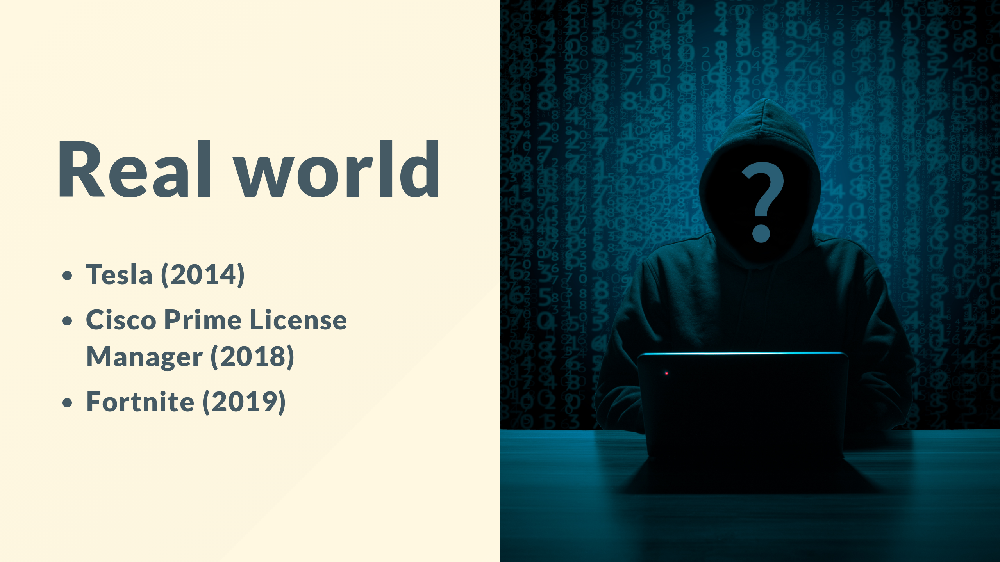 Real world
• Tesla (2014)
• Cisco Prime License
Manager (2018)
• Fortnite (2019)
?